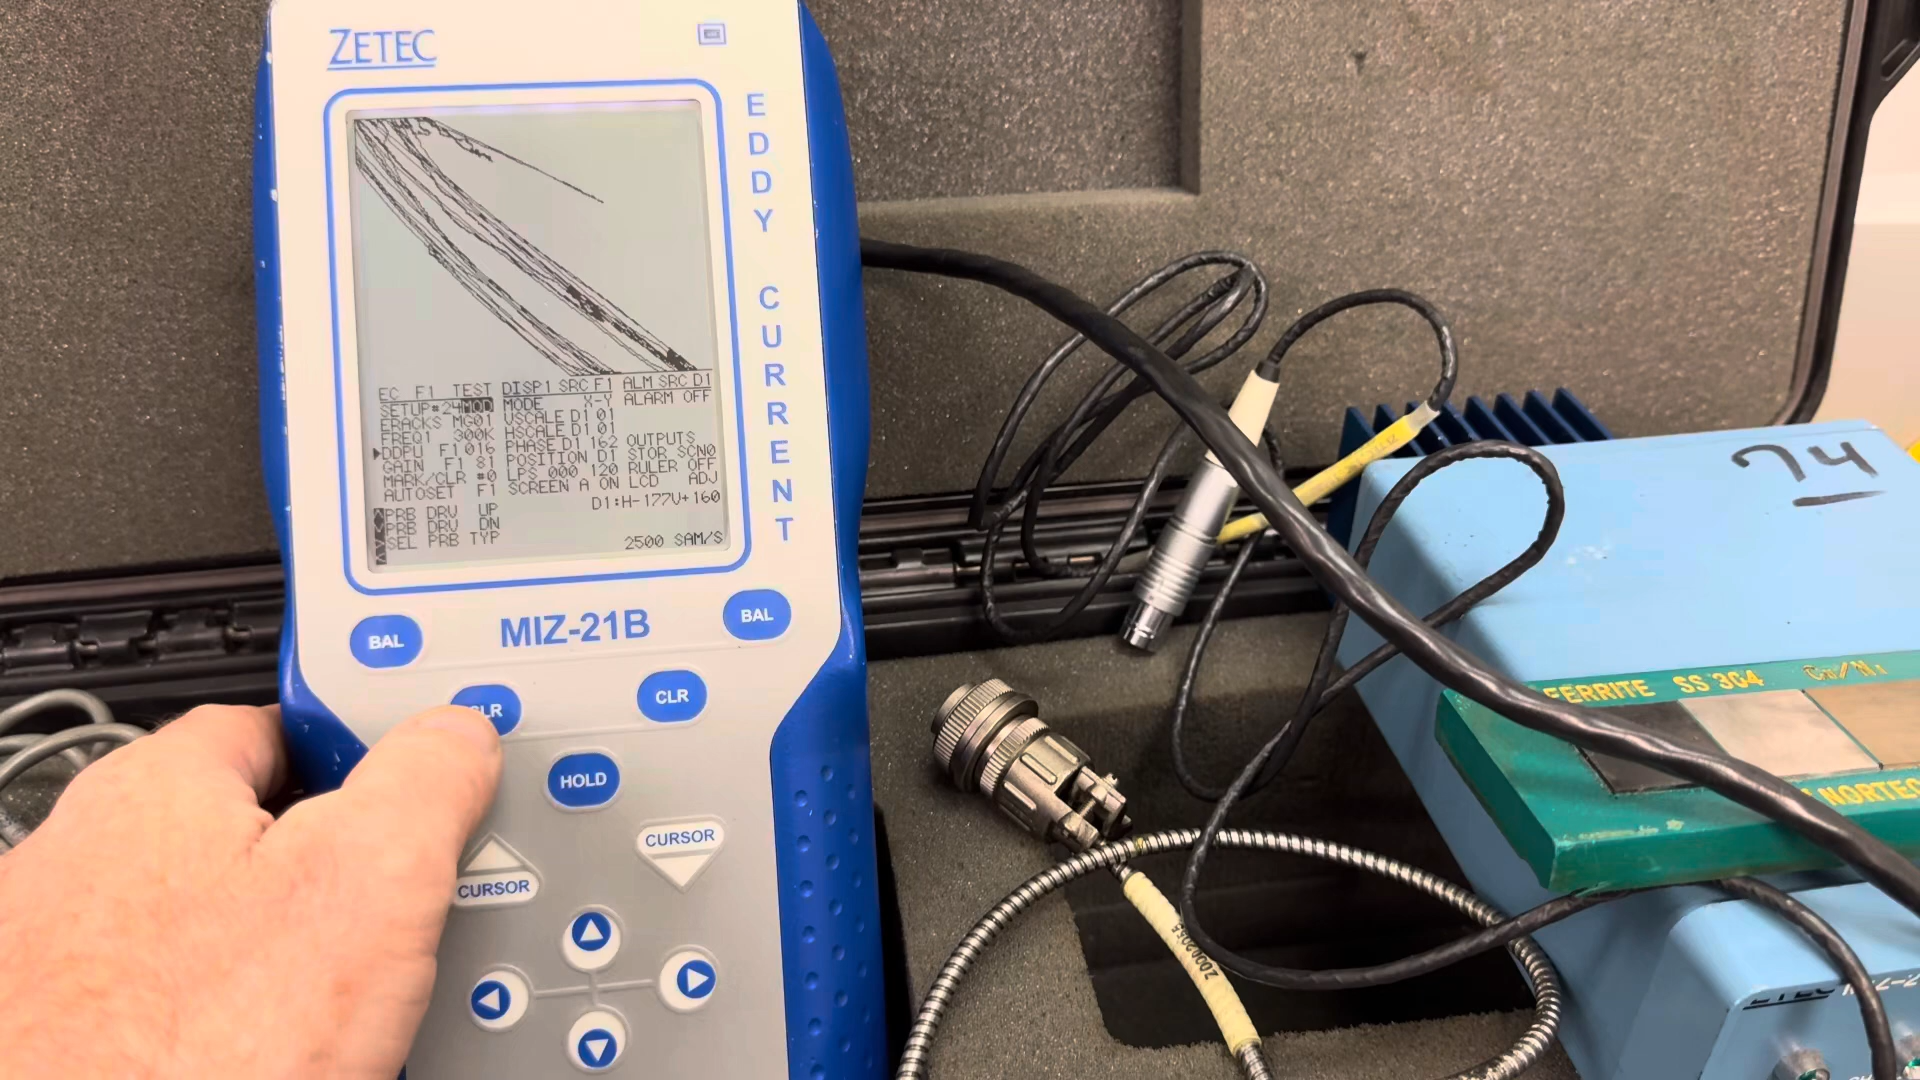 ZETEC
EDDY CURRENT
EC F1 TEST DISP1 SRC F1 ALM SRC D1
SETUP#24MOD MODE X-Y ALARM OFF
ERACKS MG01 VSCALE D1 01
FREQ1 300K HSCALE D1 01
DDPU F1 016 PHASE D1 162 OUTPUTS
GAIN F1 81 POSITION D1 STOR SCN0
MARK/CLR #0 LPS 000 120 RULER OFF
AUTOSET F1 SCREEN A ON LCD ADJ
PRB DRV UP D1:H-177V+160
PRB DRV DN
SEL PRB TYP 2500 SAM/S
MIZ-21B
BAL
BAL
CLR
CLR
HOLD
CURSOR
CURSOR
74
FERRITE SS 304 Cu/Ni
NORTEC